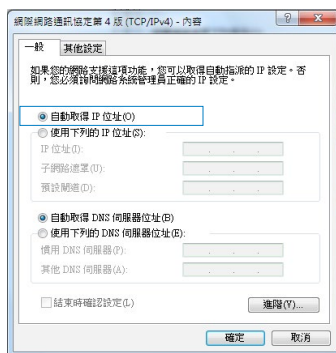 網際網路通訊協定第 4 版 (TCP/IPv4) - 內容
一般
其他設定
如果您的網路支援這項功能，您可以取得自動指派的 IP 設定。否
則，您必須詢問網路系統管理員正確的 IP 設定。
自動取得 IP 位址(O)
使用下列的 IP 位址(S):
IP 位址(I):
子網路遮罩(U):
預設閘道(D):
自動取得 DNS 伺服器位址(B)
使用下列的 DNS 伺服器位址(E):
慣用 DNS 伺服器(P):
其他 DNS 伺服器(A):
結束時確認設定(L)
進階(V)...
確定
取消